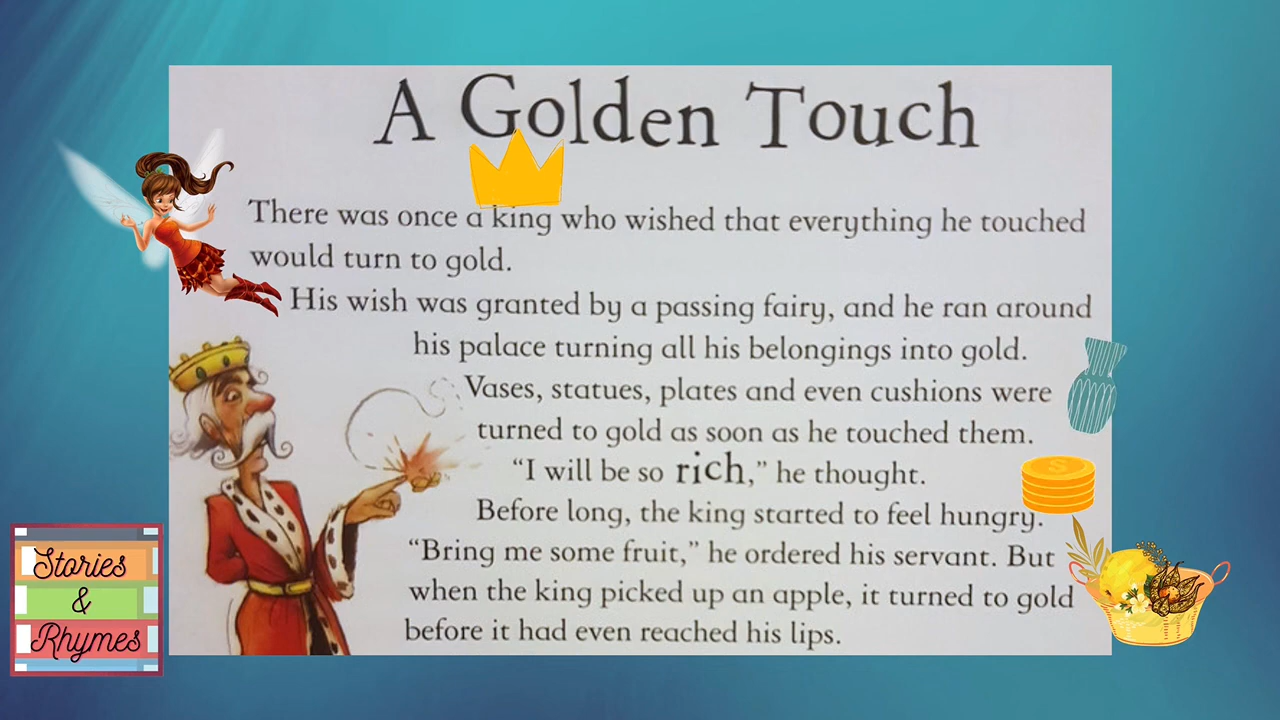 A Golden Touch
There was once a king who wished that everything he touched
would turn to gold.
His wish was granted by a passing fairy, and he ran around
his palace turning all his belongings into gold.
Vases, statues, plates and even cushions were
turned to gold as soon as he touched them.
“I will be so rich,” he thought.
Before long, the king started to feel hungry.
“Bring me some fruit,” he ordered his servant. But
when the king picked up an apple, it turned to gold
before it had even reached his lips.
Stories
&
Rhymes